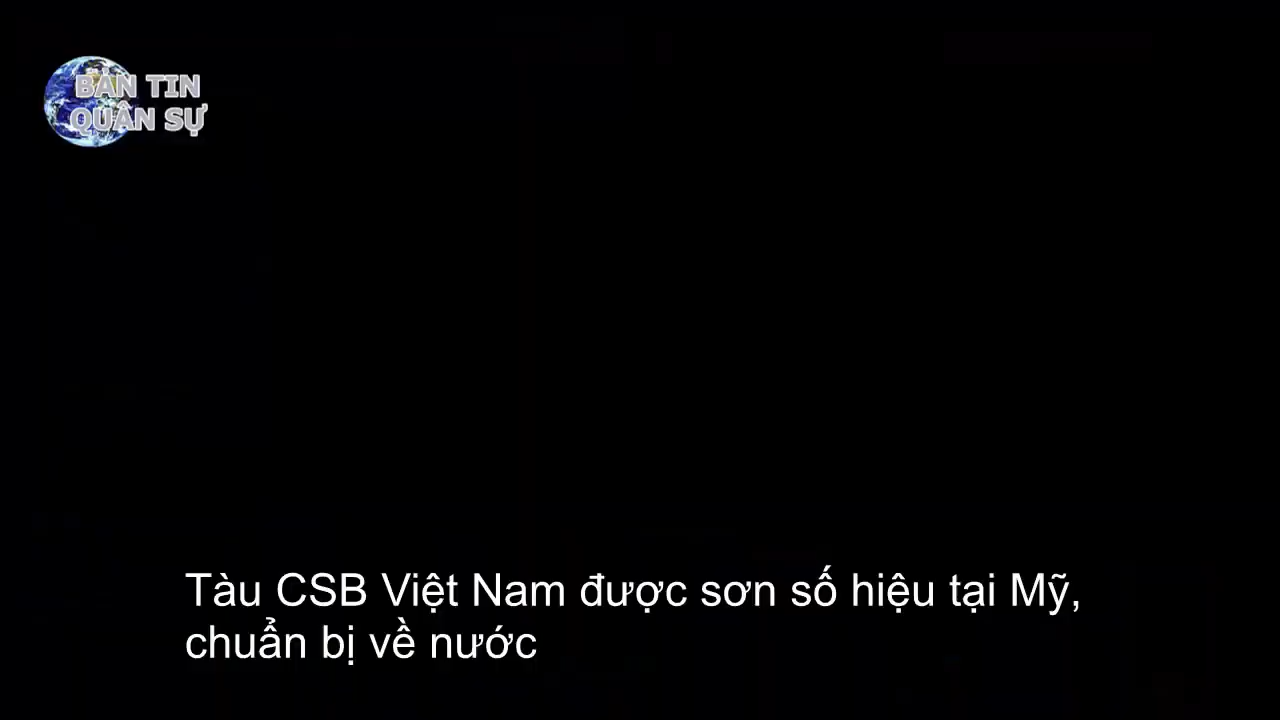 BẢN TIN
QUÂN SỰ
Tàu CSB Việt Nam được sơn số hiệu tại Mỹ,
chuẩn bị về nước